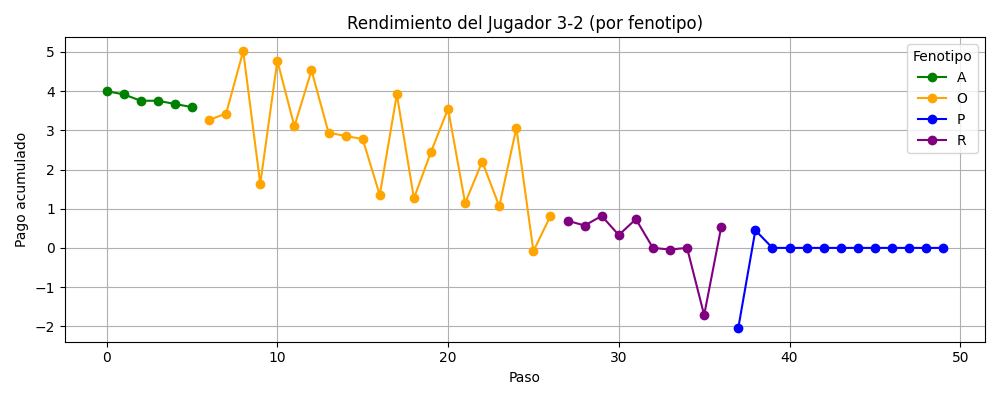 Rendimiento del Jugador 3-2 (por fenotipo)
Pago acumulado
5
4
3
2
1
0
−1
−2
Fenotipo
A
O
P
R
0
10
20
30
40
50
Paso